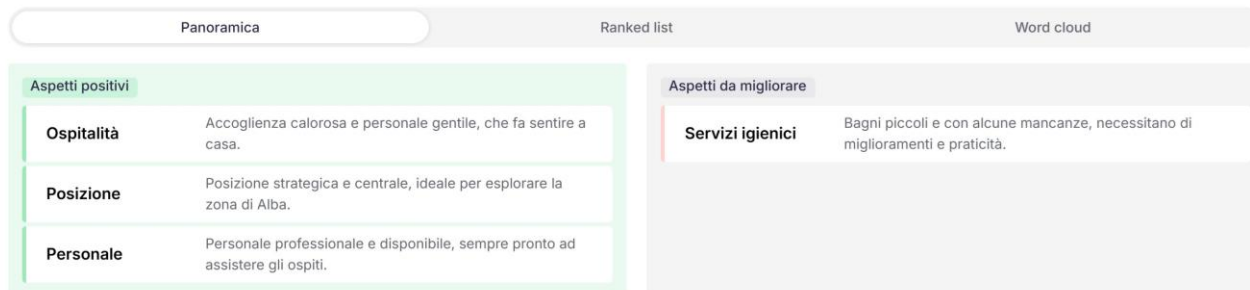 Panoramica
Ranked list
Word cloud
Aspetti positivi
Ospitalità
Accoglienza calorosa e personale gentile, che fa sentire a
casa.
Posizione
Posizione strategica e centrale, ideale per esplorare la
zona di Alba.
Personale
Personale professionale e disponibile, sempre pronto ad
assistere gli ospiti.
Aspetti da migliorare
Servizi igienici
Bagni piccoli e con alcune mancanze, necessitano di
miglioramenti e praticità.